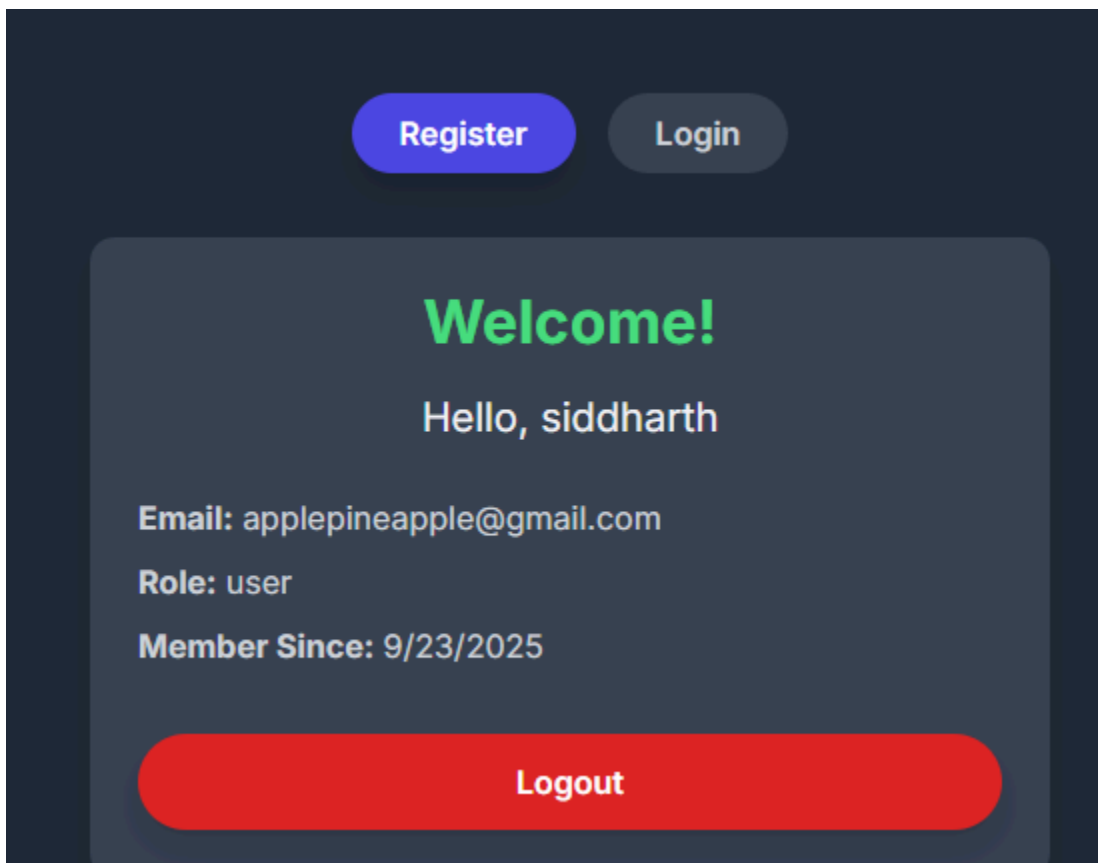 Register Login
Welcome!
Hello, siddharth
Email: applepineapple@gmail.com
Role: user
Member Since: 9/23/2025
Logout